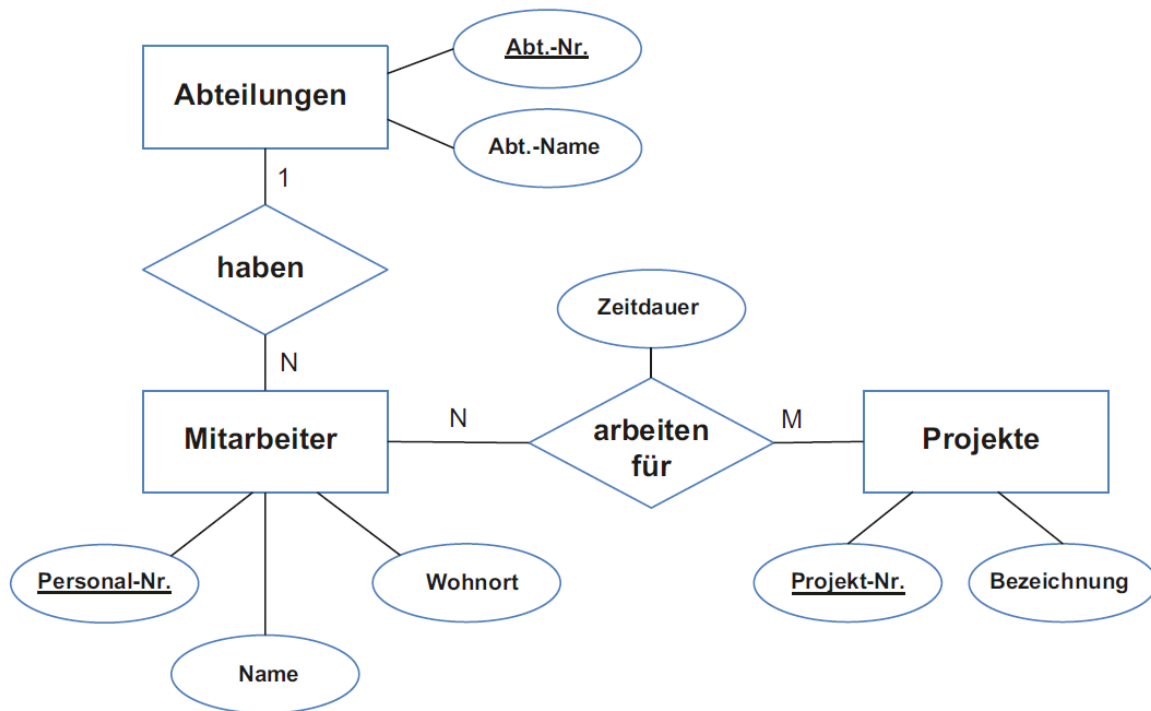 Abt.-Nr.
Abteilungen
Abt.-Name
1
haben
Zeitdauer
N
Mitarbeiter
N
arbeiten
für
M
Projekte
Personal-Nr.
Wohnort
Projekt-Nr.
Bezeichnung
Name